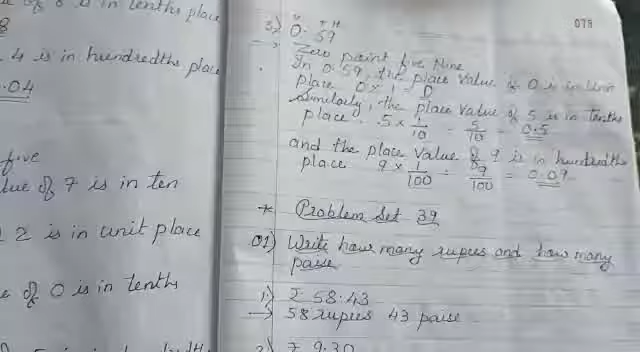 of 8 is in tenths place
8
4 is in hundredths place
.04
five
lue of 7 is in ten
2 is in unit place
e of 0 is in tenths
3) 0.59
U T H
→ Zero point five Nine
In 0.59, the place value of 0 is in Unit
place 0 × 1 = 0
Similarly, the place value of 5 is in Tenths
place . 5 × 1/10 = 5/10 = 0.5
and the place value of 9 is in hundredths
place 9 × 1/100 = 9/100 = 0.09
* Problem Set 39
01) Write how many rupees and how many
paise
1) ₹ 58.43
→ 58 rupees 43 paise
2) ₹ 9.30